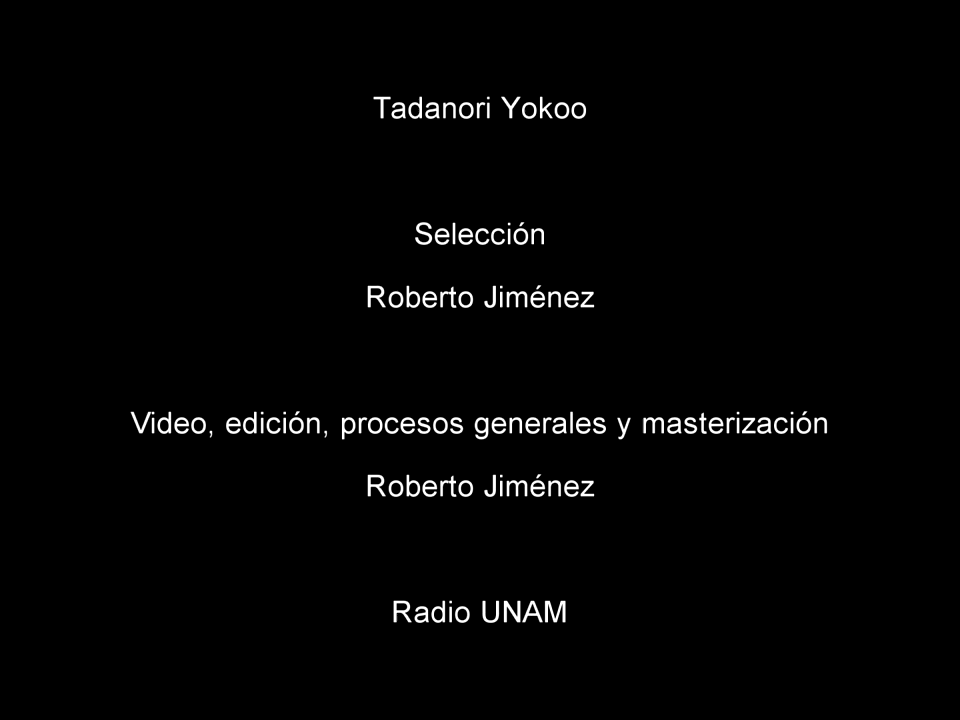 Tadanori Yokoo
Selección
Roberto Jiménez
Video, edición, procesos generales y masterización
Roberto Jiménez
Radio UNAM